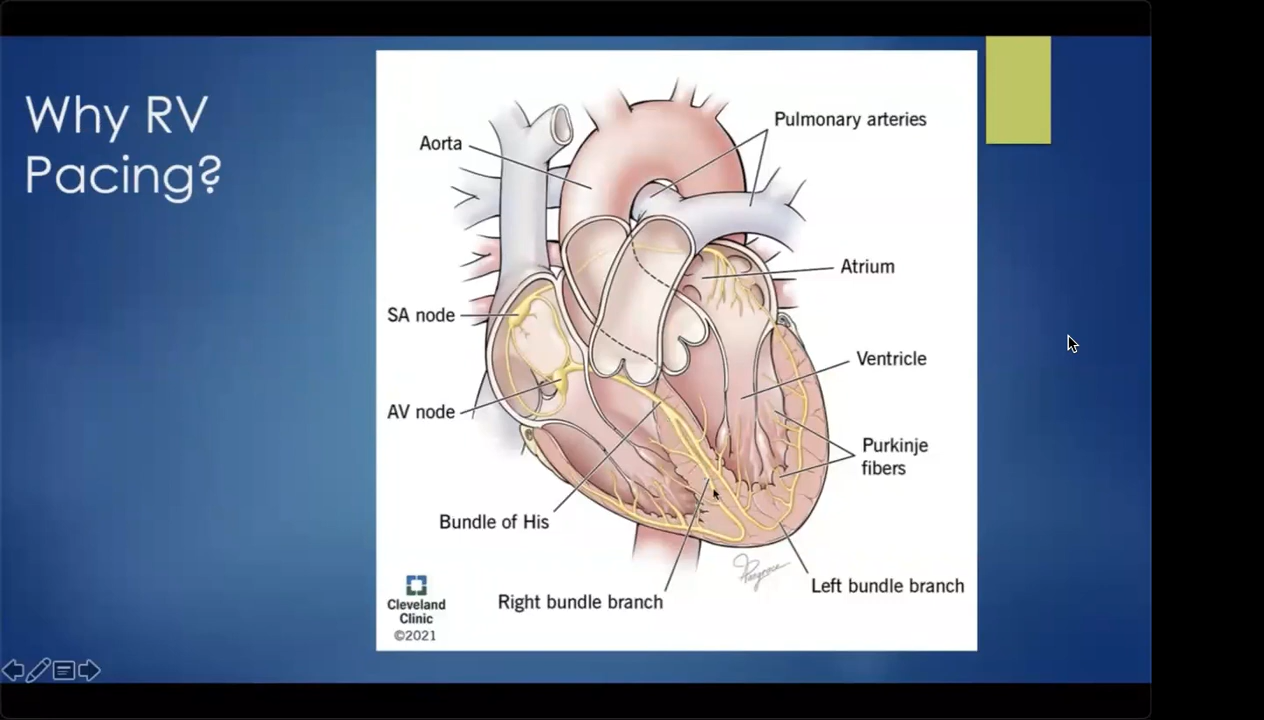 Why RV
Pacing?
Pulmonary arteries
Aorta
Atrium
SA node
Ventricle
AV node
Purkinje
fibers
Bundle of His
Left bundle branch
Right bundle branch
Cleveland
Clinic
©2021